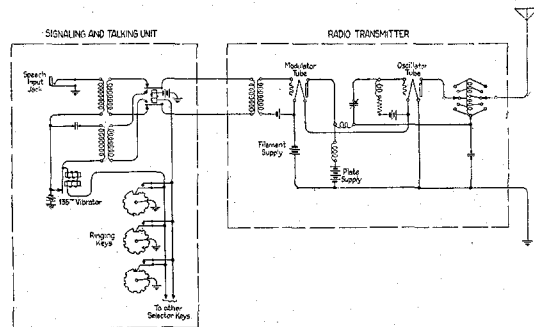 SIGNALING AND TALKING UNIT
RADIO TRANSMITTER
Speech
Input
Jack
Modulator
Tube
Oscillator
Tube
Filament
Supply
Plate
Supply
135~ Vibrator
Ringing
Keys
To other
Selector Keys.